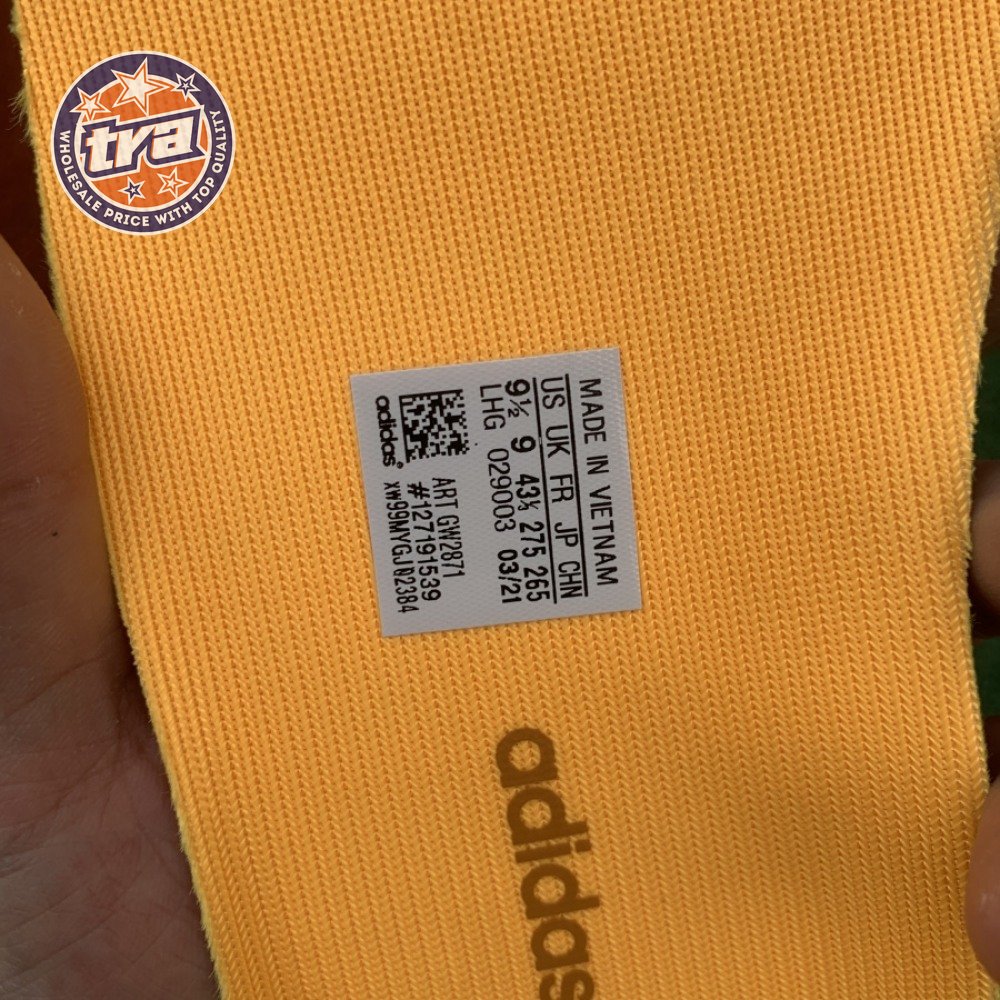 tra
WHOLESALE PRICE WITH TOP QUALITY
MADE IN VIETNAM
US UK FR JP CHN
9½ 9 43⅓ 275 265
LHG 029003 03/21
ART GW2871
#127191539
XW99MYGJQ2384
adidas®
adidas